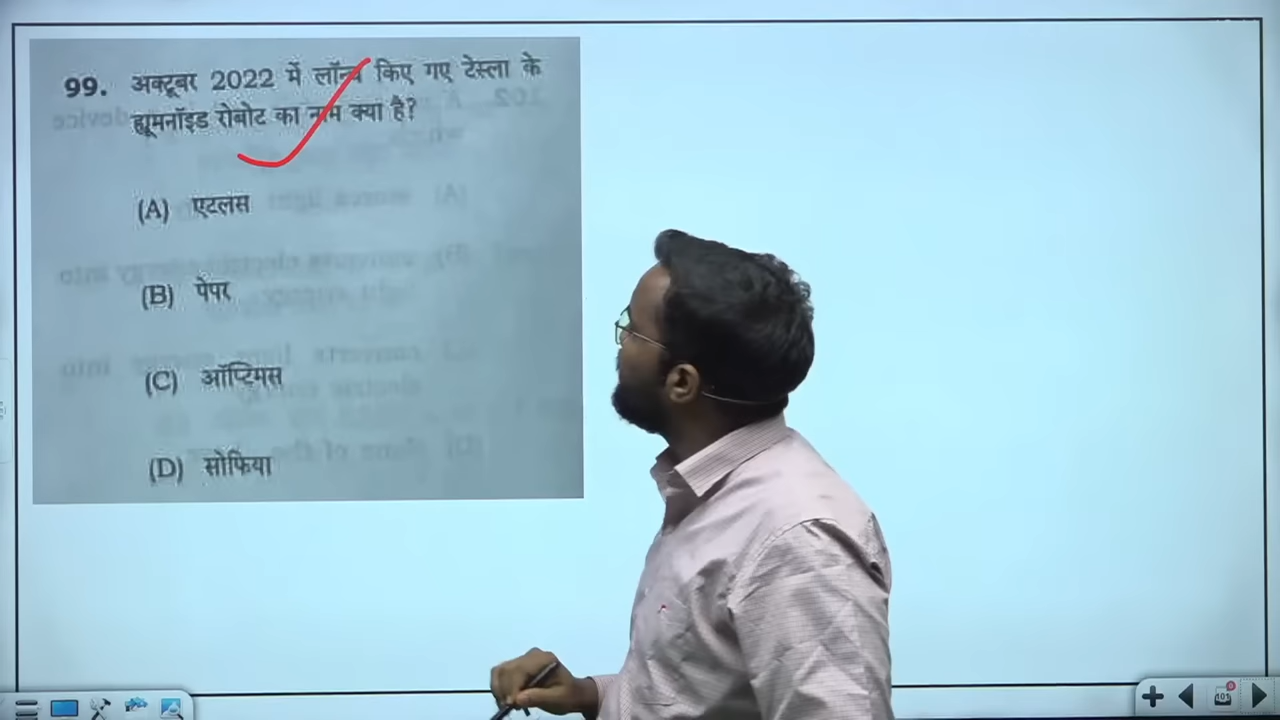 99. अक्टूबर 2022 में लॉन्च किए गए टेस्ला के
ह्यूमनॉइड रोबोट का नाम क्या है?
(A) एटलस
(B) पेपर
(C) ऑप्टिमस
(D) सोफिया